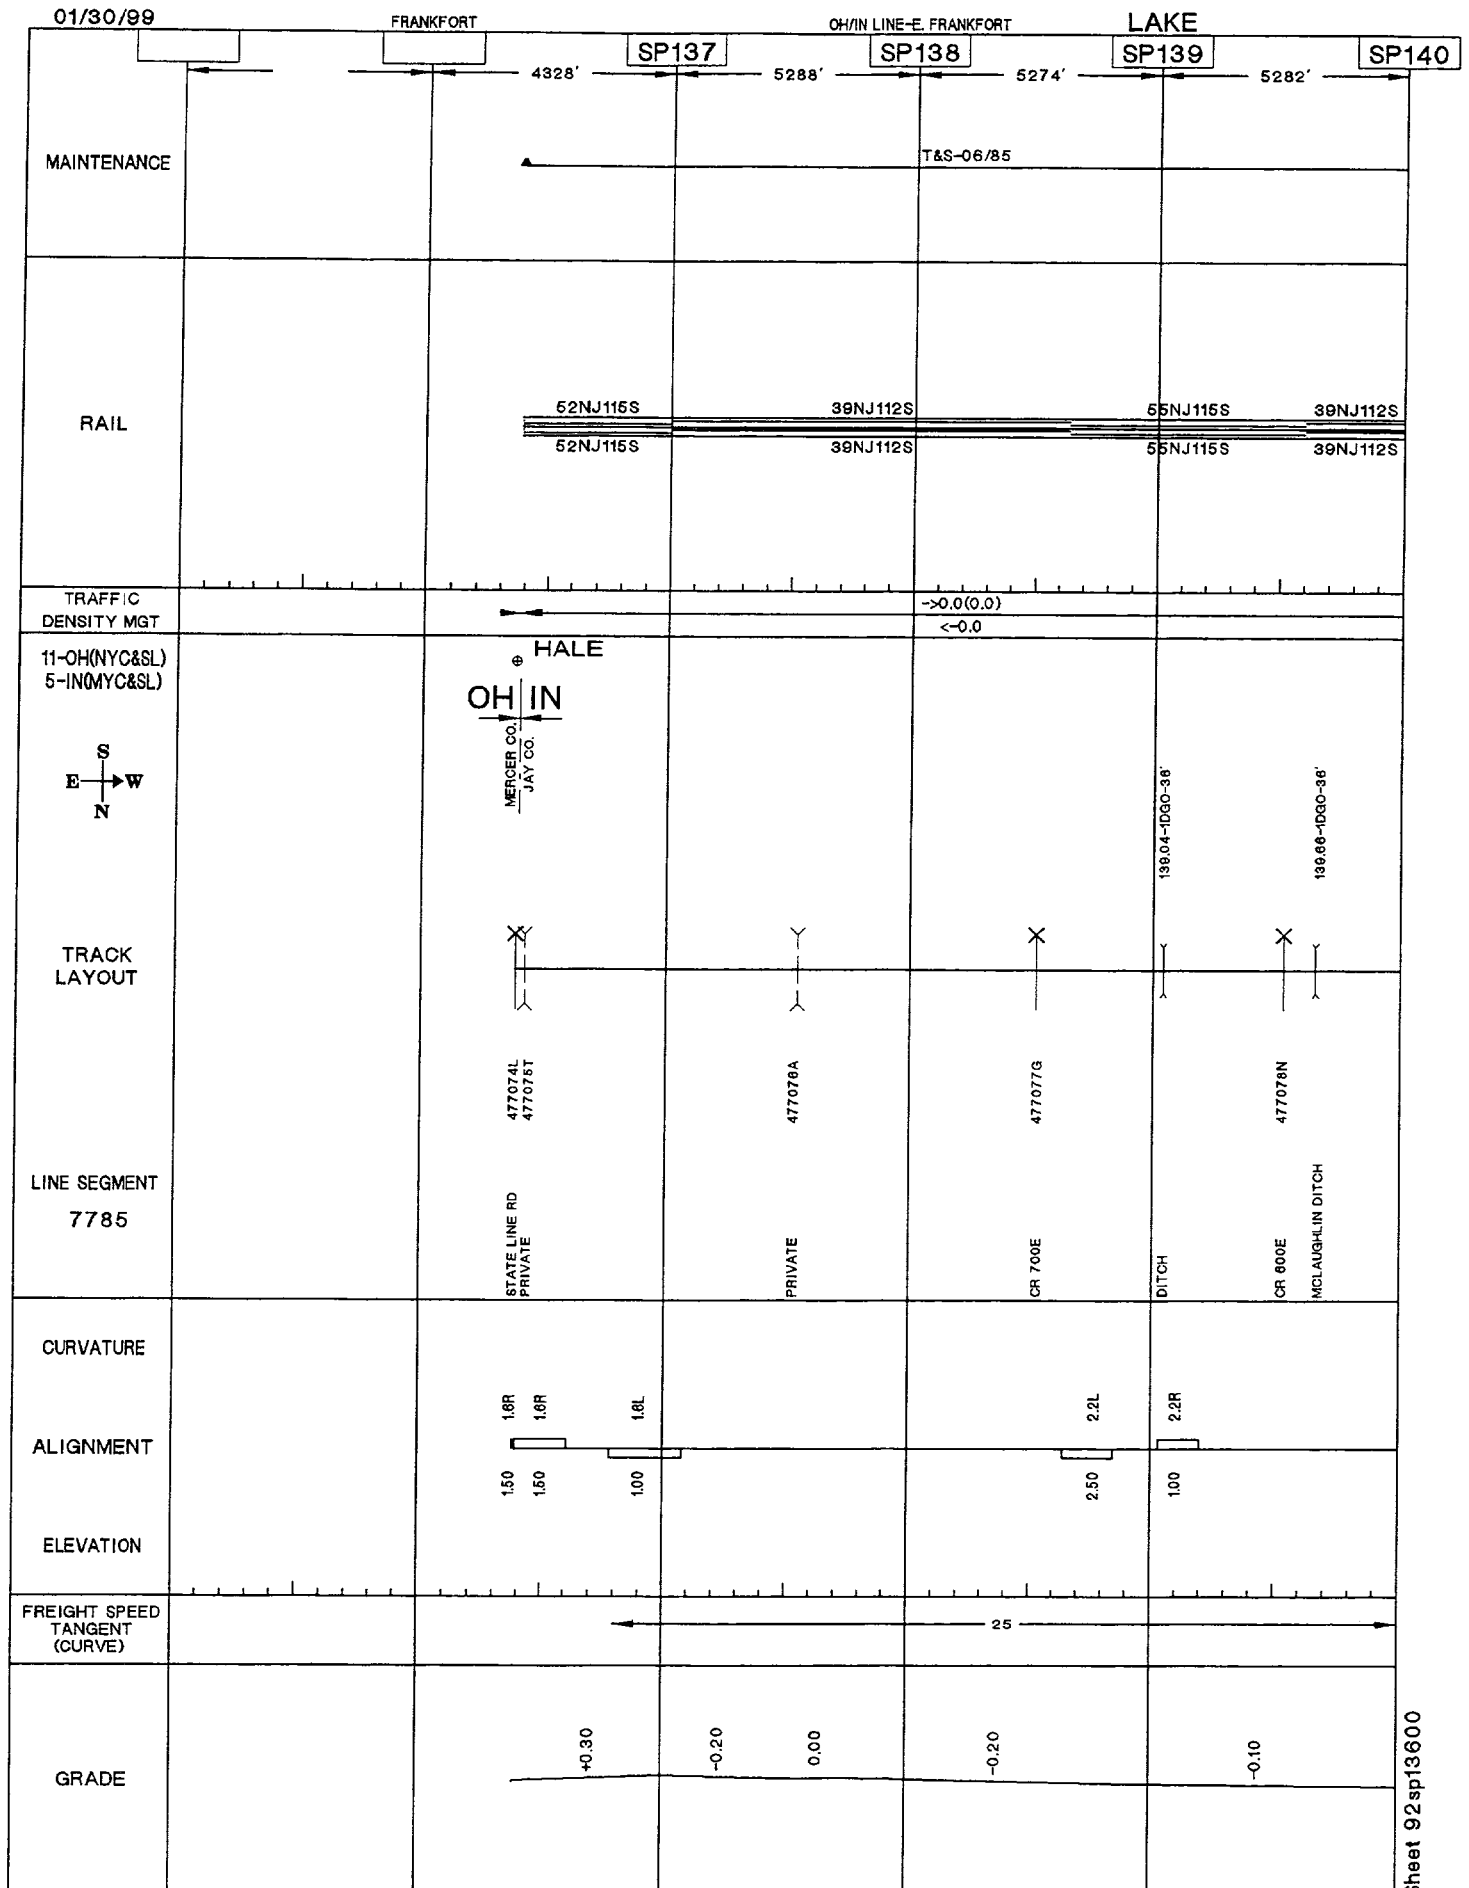 01/30/99
FRANKFORT
OH/IN LINE-E. FRANKFORT
LAKE
SP137
SP138
SP139
SP140
4328'
5288'
5274'
5282'
MAINTENANCE
T&S-06/85
52NJ115S
39NJ112S
55NJ115S
39NJ112S
RAIL
52NJ115S
39NJ112S
55NJ115S
39NJ112S
TRAFFIC
DENSITY MGT
->0.0(0.0)
<-0.0
11-OH(NYC&SL)
5-IN(MYC&SL)
HALE
OH IN
MERCER CO.
JAY CO.
S
E W
N
139.04-1DGO-36'
139.66-1DGO-36'
TRACK
LAYOUT
477074L
477075T
477076A
477077G
477078N
LINE SEGMENT
7785
STATE LINE RD
PRIVATE
PRIVATE
CR 700E
DITCH
CR 600E
MCLAUGHLIN DITCH
CURVATURE
1.6R
1.6R
1.6L
2.2L
2.2R
ALIGNMENT
1.50
1.50
1.00
2.50
1.00
ELEVATION
FREIGHT SPEED
TANGENT
(CURVE)
25
GRADE
+0.30
-0.20
0.00
-0.20
-0.10
sheet 92sp13600